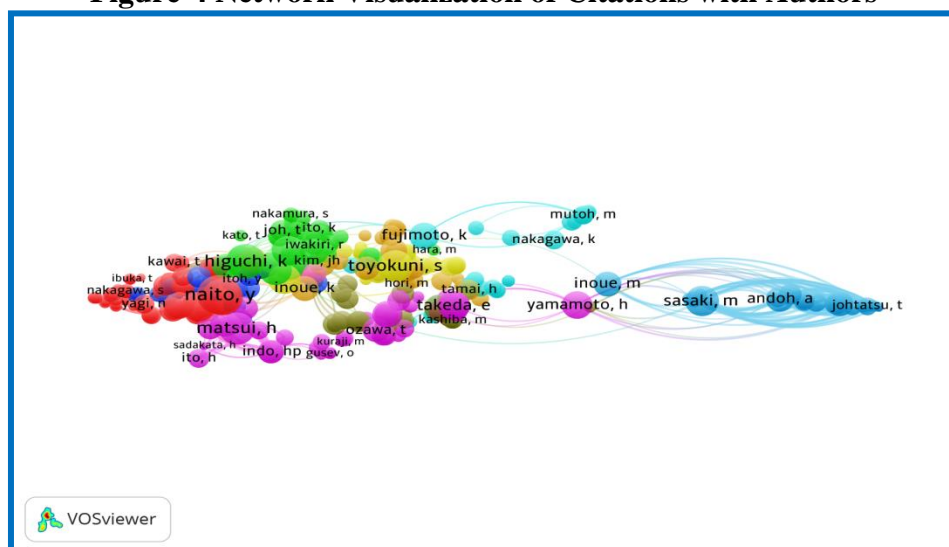 Figure 4 Network Visualization of Citations with Authors
nakamura, s
mutoh, m
kato, t
joh, t
ito, k
fujimoto, k
nakagawa, k
iwakiri, r
hara, m
kawai, t
higuchi, k
kim, jh
toyokuni, s
ibuka, t
itoh, y
inoue, k
hori, m
tamai, h
inoue, m
nakagawa, s
yagi, n
naito, y
takeda, e
yamamoto, h
sasaki, m
andoh, a
johtatsu, t
matsui, h
ozawa, t
kashiba, m
sadakata, h
ito, h
indo, hp
kuraji, m
gusev, o
VOSviewer